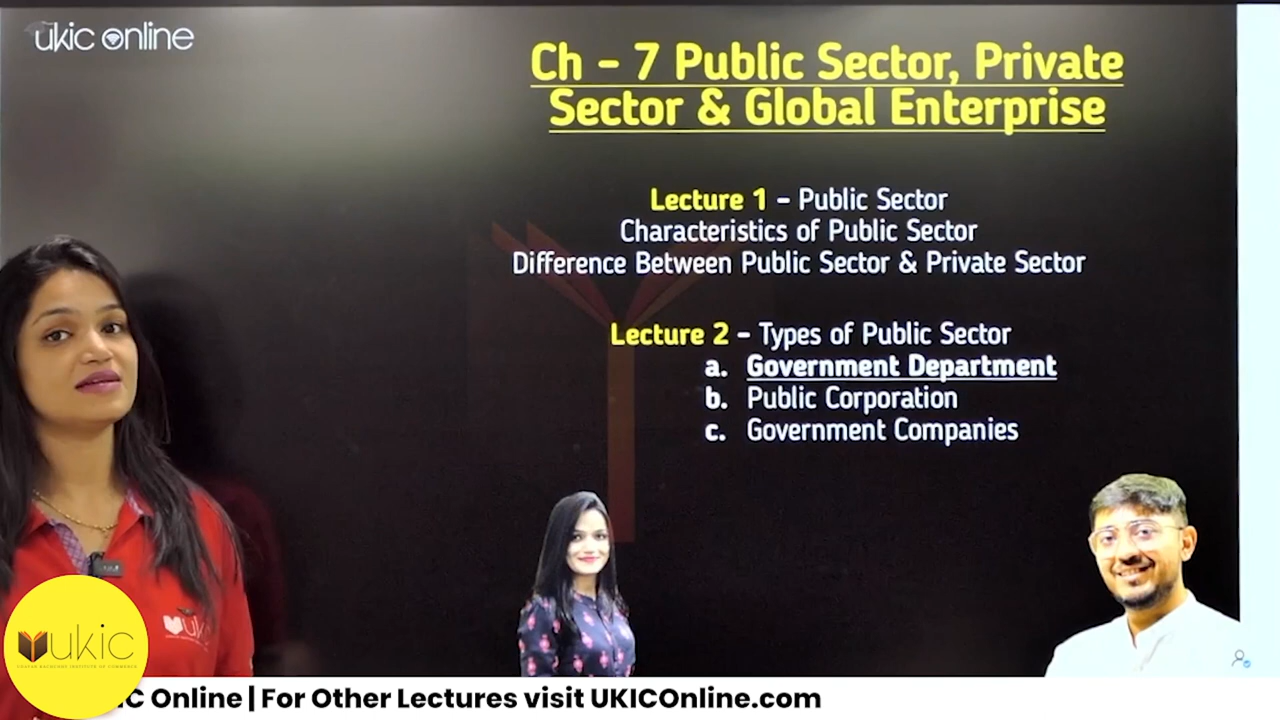 ukic online
Ch – 7 Public Sector, Private
Sector & Global Enterprise
Lecture 1 – Public Sector
Characteristics of Public Sector
Difference Between Public Sector & Private Sector
Lecture 2 – Types of Public Sector
a. Government Department
b. Public Corporation
c. Government Companies
uki
ukic
IC Online | For Other Lectures visit UKICOnline.com